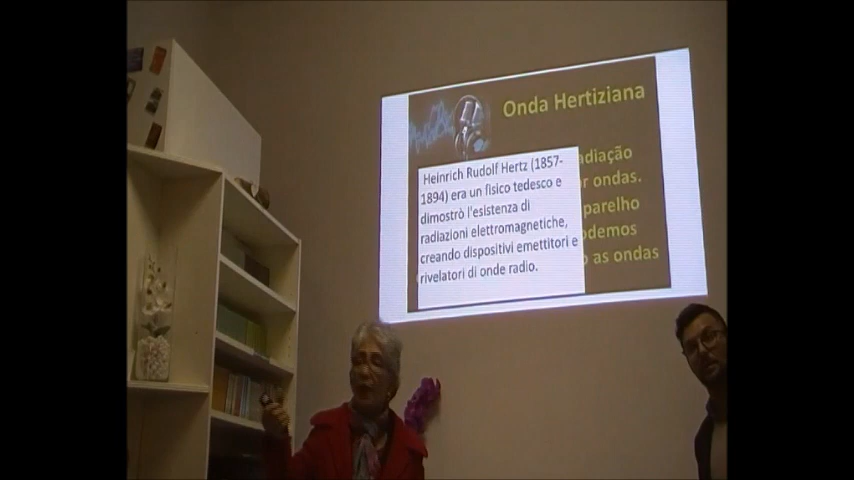 Onda Hertiziana
Heinrich Rudolf Hertz (1857-
1894) era un fisico tedesco e
dimostrò l'esistenza di
radiazioni elettromagnetiche,
creando dispositivi emettitori e
rivelatori di onde radio.
adiação
r ondas.
parelho
odemos
o as ondas